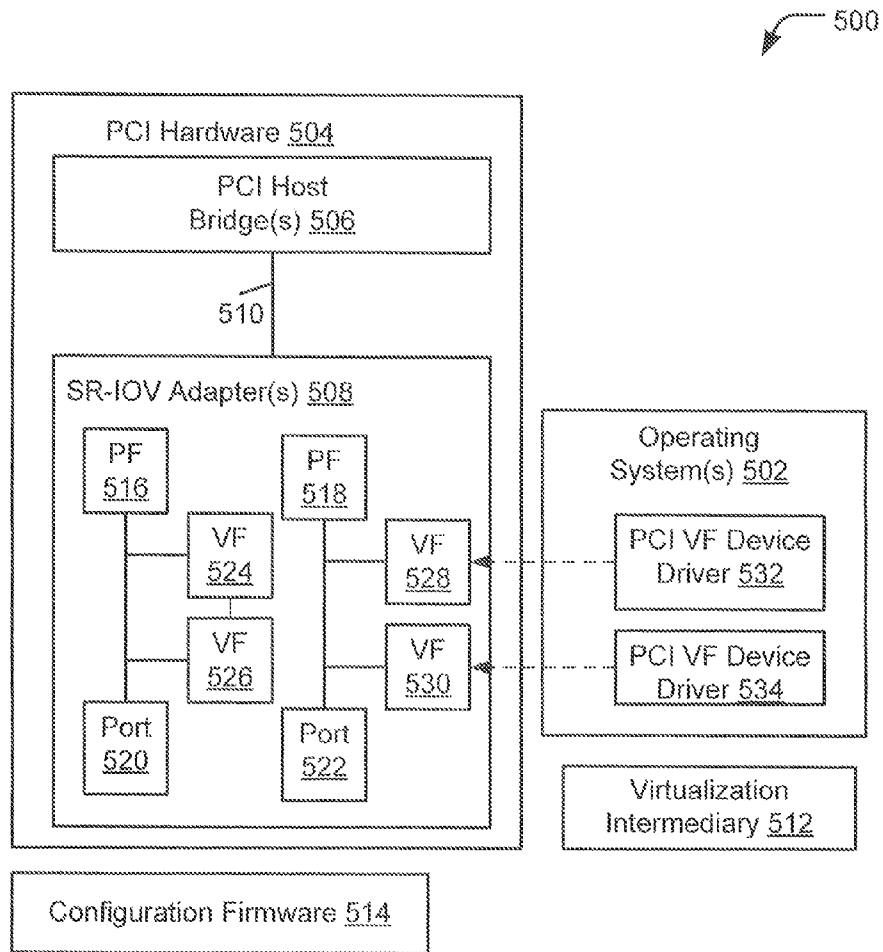 500
PCI Hardware 504
PCI Host
Bridge(s) 506
510
SR-IOV Adapter(s) 508
PF
516
PF
518
VF
524
VF
528
VF
526
VF
530
Port
520
Port
522
Operating
System(s) 502
PCI VF Device
Driver 532
PCI VF Device
Driver 534
Virtualization
Intermediary 512
Configuration Firmware 514